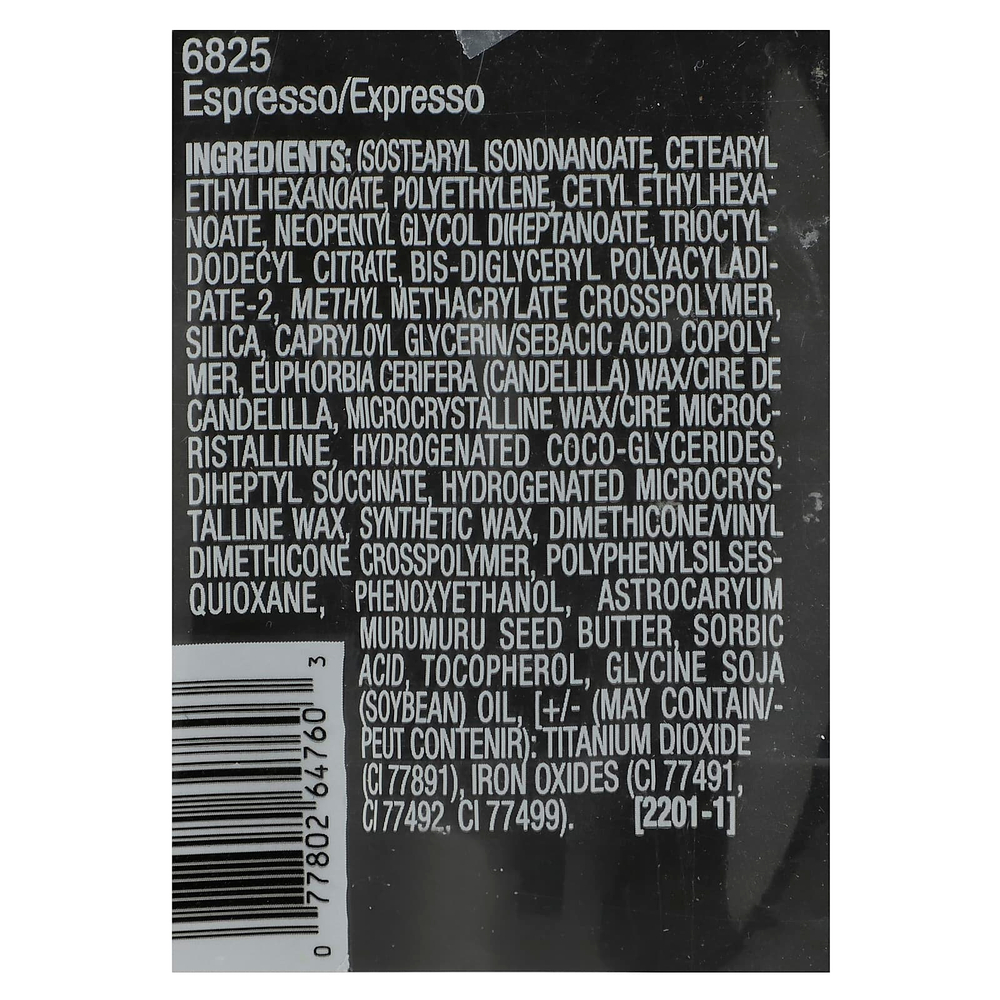 6825
Espresso/Expresso
INGREDIENTS: ISOSTEARYL ISONONANOATE, CETEARYL
ETHYLHEXANOATE, POLYETHYLENE, CETYL ETHYLHEXA-
NOATE, NEOPENTYL GLYCOL DIHEPTANOATE, TRIOCTYL-
DODECYL CITRATE, BIS-DIGLYCERYL POLYACYLADI-
PATE-2, METHYL METHACRYLATE CROSSPOLYMER,
SILICA, CAPRYLOYL GLYCERIN/SEBACIC ACID COPOLY-
MER, EUPHORBIA CERIFERA (CANDELILLA) WAX/CIRE DE
CANDELILLA, MICROCRYSTALLINE WAX/CIRE MICROC-
RISTALLINE, HYDROGENATED COCO-GLYCERIDES,
DIHEPTYL SUCCINATE, HYDROGENATED MICROCRYS-
TALLINE WAX, SYNTHETIC WAX, DIMETHICONE/VINYL
DIMETHICONE CROSSPOLYMER, POLYPHENYLSILSES-
QUIOXANE, PHENOXYETHANOL, ASTROCARYUM
MURUMURU SEED BUTTER, SORBIC
ACID, TOCOPHEROL, GLYCINE SOJA
(SOYBEAN) OIL, [+/- (MAY CONTAIN/-
PEUT CONTENIR): TITANIUM DIOXIDE
(CI 77891), IRON OXIDES (CI 77491,
CI 77492, CI 77499). [2201-1]
0 77802 64760 3